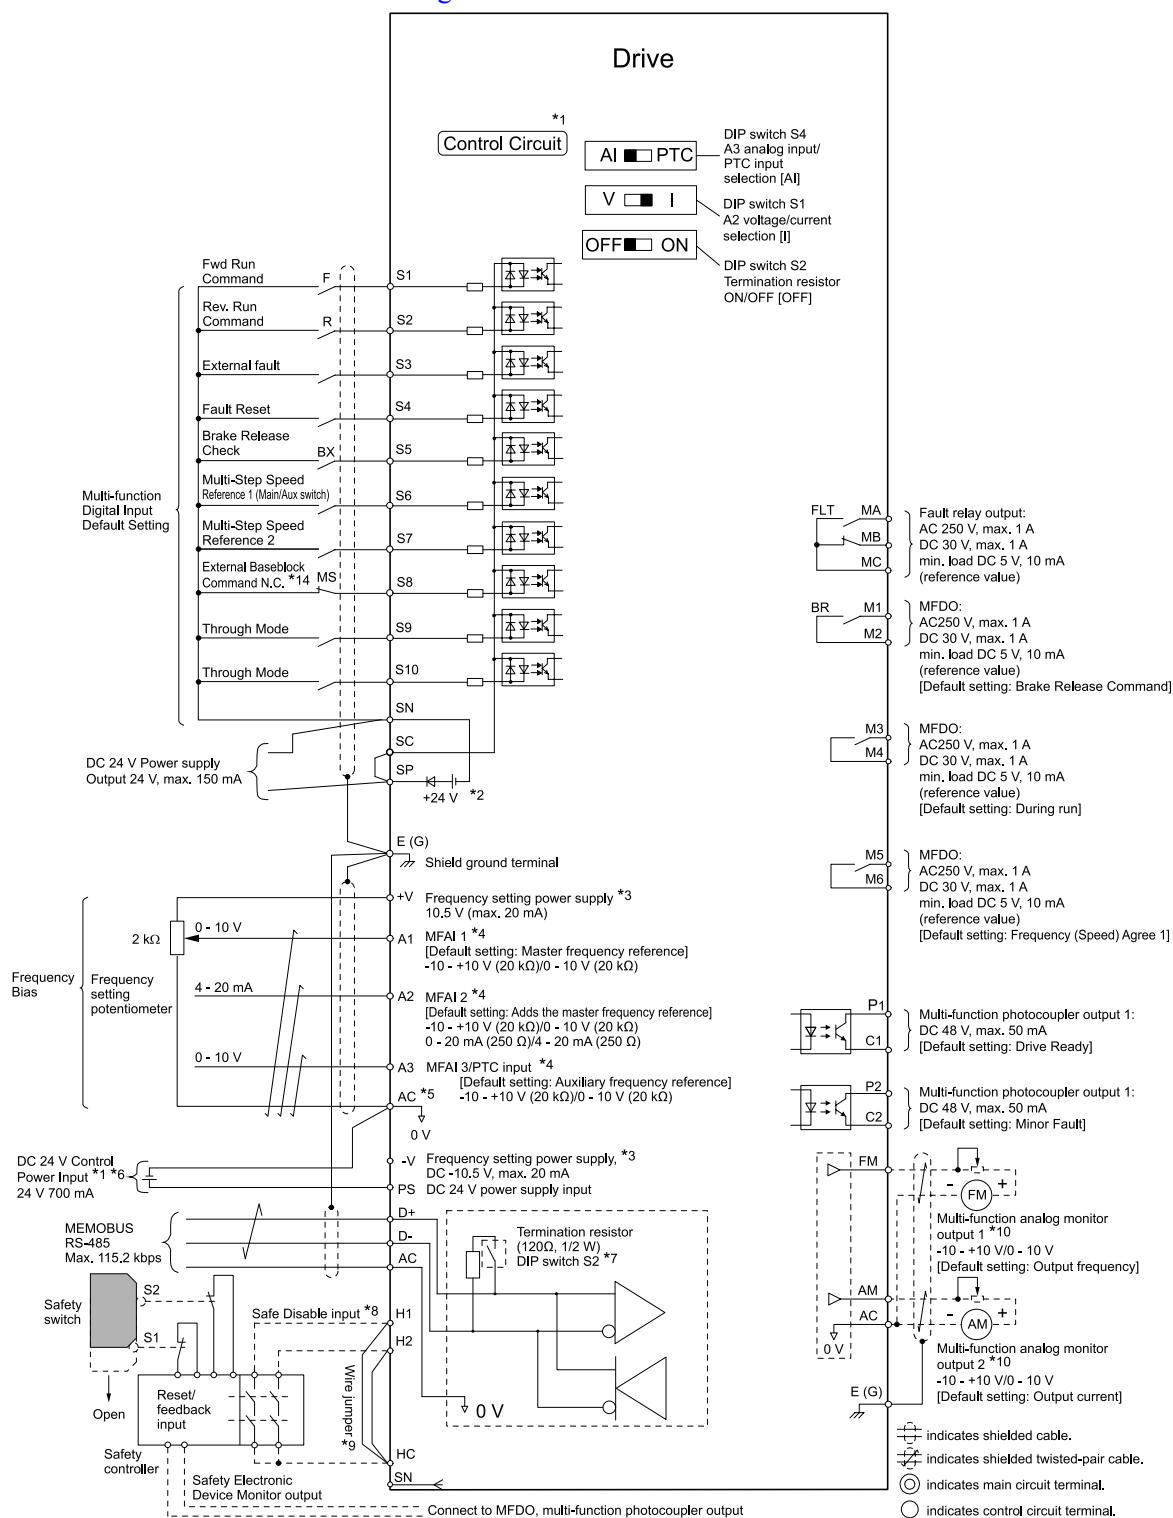 Drive
*1
Control Circuit
AI PTC
DIP switch S4
A3 analog input/
PTC input
selection [AI]
V I
DIP switch S1
A2 voltage/current
selection [I]
OFF ON
DIP switch S2
Termination resistor
ON/OFF [OFF]
Multi-function
Digital Input
Default Setting
Fwd Run
Command
F
S1
Rev. Run
Command
R
S2
External fault
S3
Fault Reset
S4
Brake Release
Check
BX
S5
Multi-Step Speed
Reference 1 (Main/Aux switch)
S6
Multi-Step Speed
Reference 2
S7
External Baseblock
Command N.C. *14
MS
S8
Through Mode
S9
Through Mode
S10
SN
SC
SP
DC 24 V Power supply
Output 24 V, max. 150 mA
+24 V *2
E (G)
Shield ground terminal
Frequency
Bias
Frequency
setting
potentiometer
2 kΩ
+V
Frequency setting power supply *3
10.5 V (max. 20 mA)
0 - 10 V
A1
MFAI 1 *4
[Default setting: Master frequency reference]
-10 - +10 V (20 kΩ)/0 - 10 V (20 kΩ)
4 - 20 mA
A2
MFAI 2 *4
[Default setting: Adds the master frequency reference]
-10 - +10 V (20 kΩ)/0 - 10 V (20 kΩ)
0 - 20 mA (250 Ω)/4 - 20 mA (250 Ω)
0 - 10 V
A3
MFAI 3/PTC input *4
[Default setting: Auxiliary frequency reference]
-10 - +10 V (20 kΩ)/0 - 10 V (20 kΩ)
AC *5
0 V
DC 24 V Control
Power Input *1 *6
24 V 700 mA
-V
Frequency setting power supply, *3
DC -10.5 V, max. 20 mA
PS
DC 24 V power supply input
MEMOBUS
RS-485
Max. 115.2 kbps
D+
D-
AC
Termination resistor
(120Ω, 1/2 W)
DIP switch S2 *7
0 V
Safety
switch
S2
S1
Open
Safe Disable input *8
H1
H2
Wire jumper *9
HC
SN
Reset/
feedback
input
Safety
controller
Safety Electronic
Device Monitor output
Connect to MFDO, multi-function photocoupler output
FLT
MA
MB
MC
Fault relay output:
AC 250 V, max. 1 A
DC 30 V, max. 1 A
min. load DC 5 V, 10 mA
(reference value)
BR
M1
M2
MFDO:
AC250 V, max. 1 A
DC 30 V, max. 1 A
min. load DC 5 V, 10 mA
(reference value)
[Default setting: Brake Release Command]
M3
M4
MFDO:
AC250 V, max. 1 A
DC 30 V, max. 1 A
min. load DC 5 V, 10 mA
(reference value)
[Default setting: During run]
M5
M6
MFDO:
AC250 V, max. 1 A
DC 30 V, max. 1 A
min. load DC 5 V, 10 mA
(reference value)
[Default setting: Frequency (Speed) Agree 1]
P1
C1
Multi-function photocoupler output 1:
DC 48 V, max. 50 mA
[Default setting: Drive Ready]
P2
C2
Multi-function photocoupler output 1:
DC 48 V, max. 50 mA
[Default setting: Minor Fault]
FM
- +
FM
Multi-function analog monitor
output 1 *10
-10 - +10 V/0 - 10 V
[Default setting: Output frequency]
AM
AC
0 V
- +
AM
Multi-function analog monitor
output 2 *10
-10 - +10 V/0 - 10 V
[Default setting: Output current]
E (G)
indicates shielded cable.
indicates shielded twisted-pair cable.
indicates main circuit terminal.
indicates control circuit terminal.